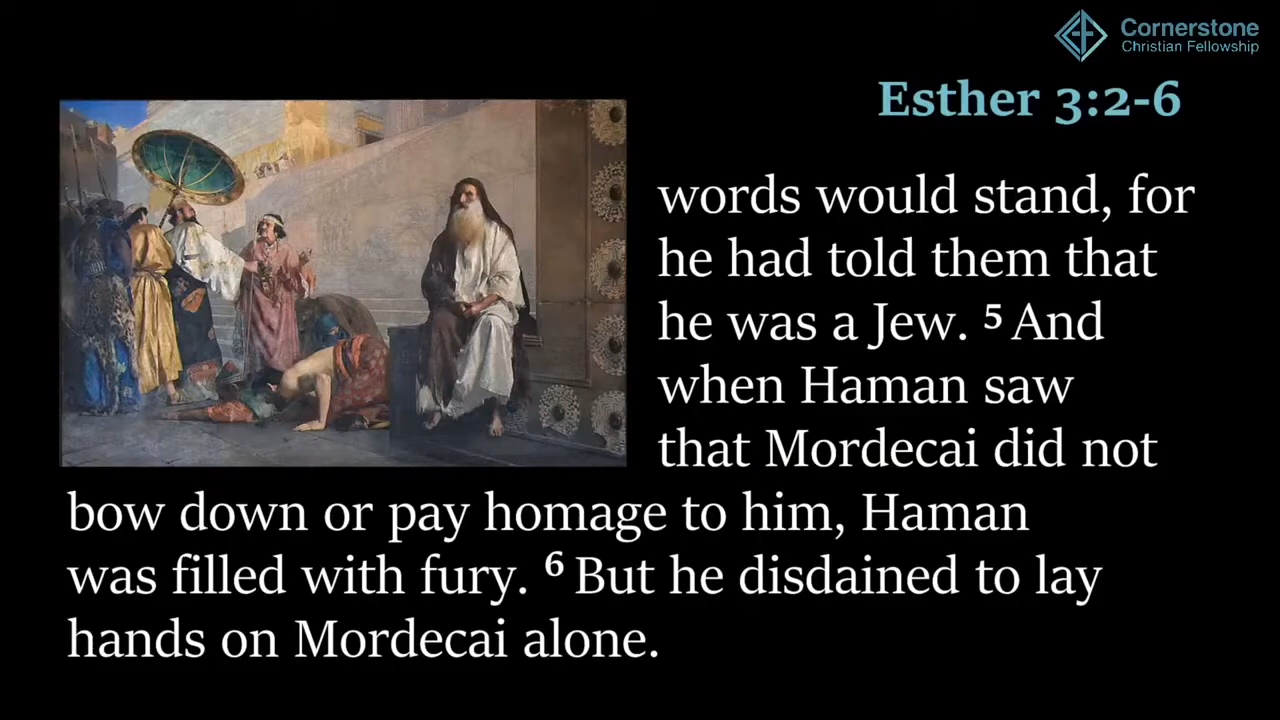 Cornerstone
Christian Fellowship
Esther 3:2-6
words would stand, for
he had told them that
he was a Jew. 5 And
when Haman saw
that Mordecai did not
bow down or pay homage to him, Haman
was filled with fury. 6 But he disdained to lay
hands on Mordecai alone.